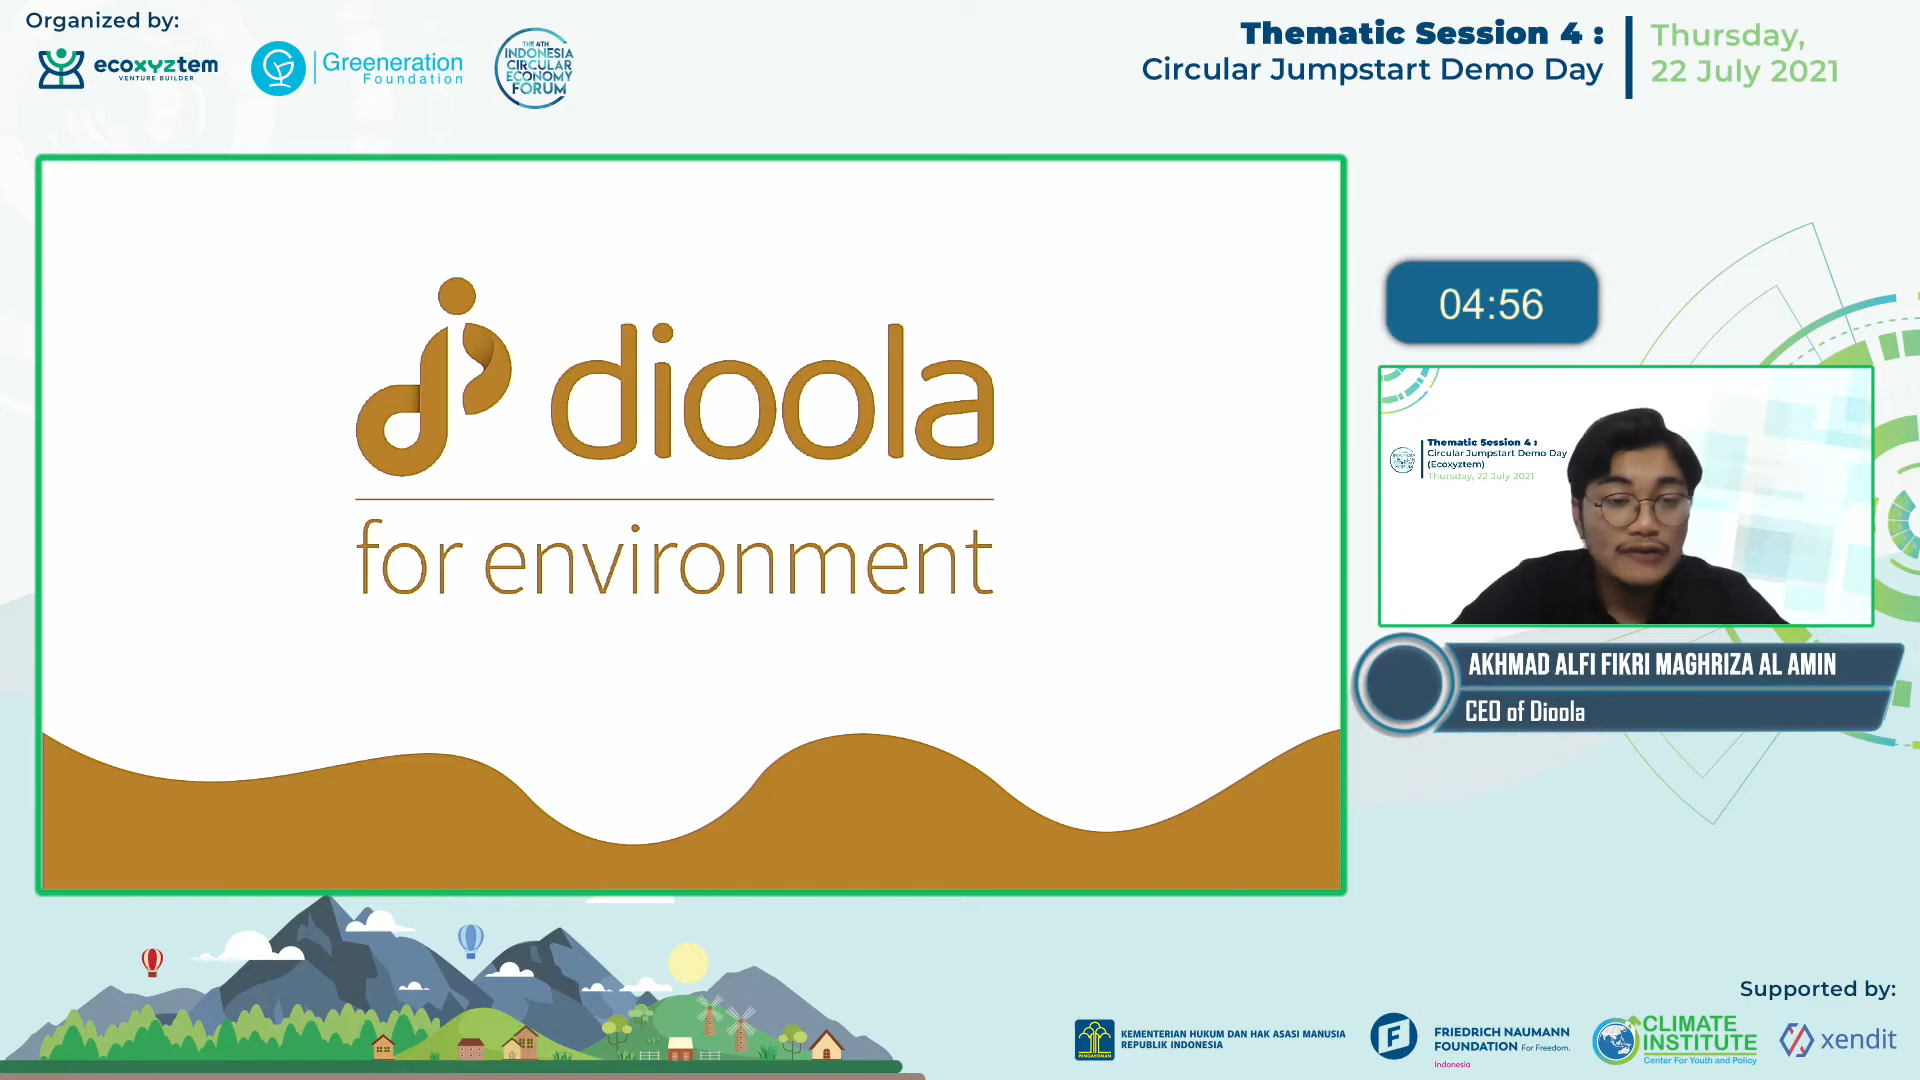 Organized by:
ecoxyztem
VENTURE BUILDER
Greeneration
Foundation
THE 4TH
INDONESIA
CIRCULAR
ECONOMY
FORUM
Thematic Session 4 :
Circular Jumpstart Demo Day
Thursday,
22 July 2021
dioola
for environment
04:56
Thematic Session 4 :
Circular Jumpstart Demo Day
(Ecoxyztem)
Thursday, 22 July 2021
AKHMAD ALFI FIKRI MAGHRIZA AL AMIN
CEO of Dioola
Supported by:
PENGAYOMAN
KEMENTERIAN HUKUM DAN HAK ASASI MANUSIA
REPUBLIK INDONESIA
FRIEDRICH NAUMANN
FOUNDATION For Freedom.
Indonesia
CLIMATE
INSTITUTE
Center For Youth and Policy
xendit